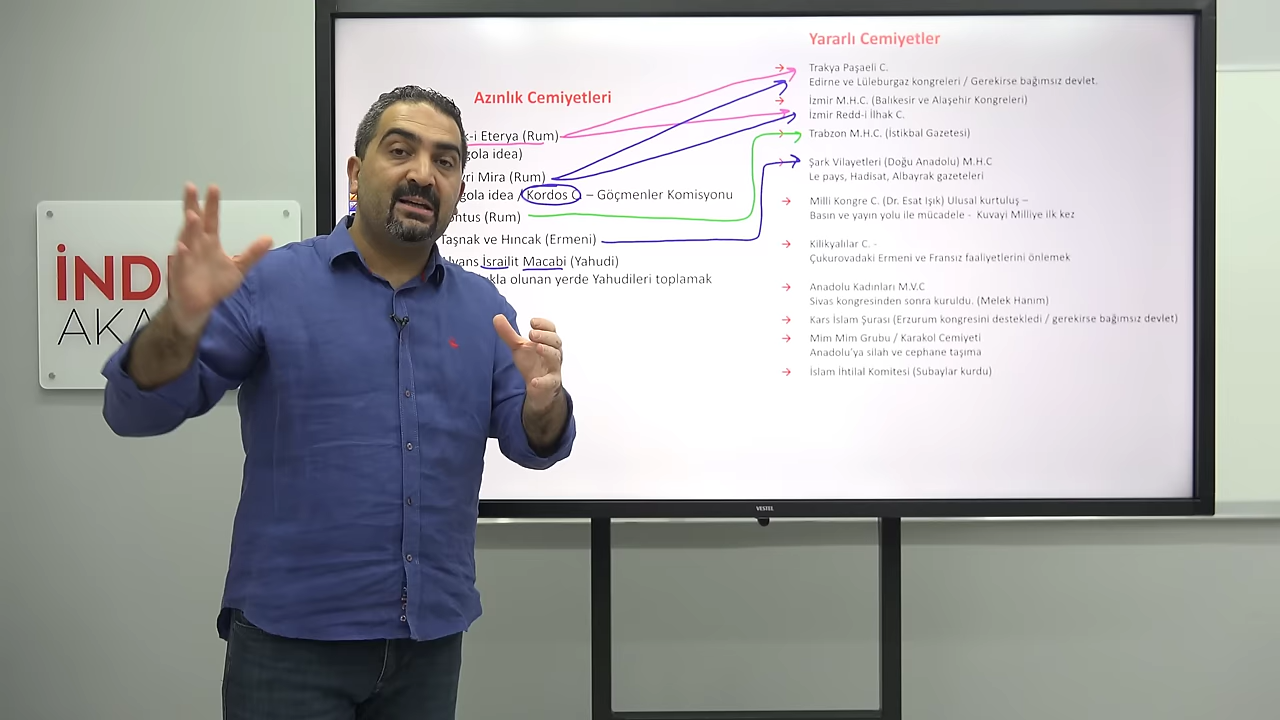 İND
AKA
Azınlık Cemiyetleri
k-i Eterya (Rum)
gola idea)
ri Mira (Rum)
gola idea / Kordos C. – Göçmenler Komisyonu
ontus (Rum)
Taşnak ve Hıncak (Ermeni)
lyans İsrailit Macabi (Yahudi)
kla olunan yerde Yahudileri toplamak
Yararlı Cemiyetler
Trakya Paşaeli C.
Edirne ve Lüleburgaz kongreleri / Gerekirse bağımsız devlet.
İzmir M.H.C. (Balıkesir ve Alaşehir Kongreleri)
İzmir Redd-i İlhak C.
Trabzon M.H.C. (İstikbal Gazetesi)
Şark Vilayetleri (Doğu Anadolu) M.H.C
Le pays, Hadisat, Albayrak gazeteleri
Milli Kongre C. (Dr. Esat Işık) Ulusal kurtuluş –
Basın ve yayın yolu ile mücadele - Kuvayi Milliye ilk kez
Kilikyalılar C. -
Çukurovadaki Ermeni ve Fransız faaliyetlerini önlemek
Anadolu Kadınları M.V.C
Sivas kongresinden sonra kuruldu. (Melek Hanım)
Kars İslam Şurası (Erzurum kongresini destekledi / gerekirse bağımsız devlet)
Mim Mim Grubu / Karakol Cemiyeti
Anadolu'ya silah ve cephane taşıma
İslam İhtilal Komitesi (Subaylar kurdu)
VESTEL